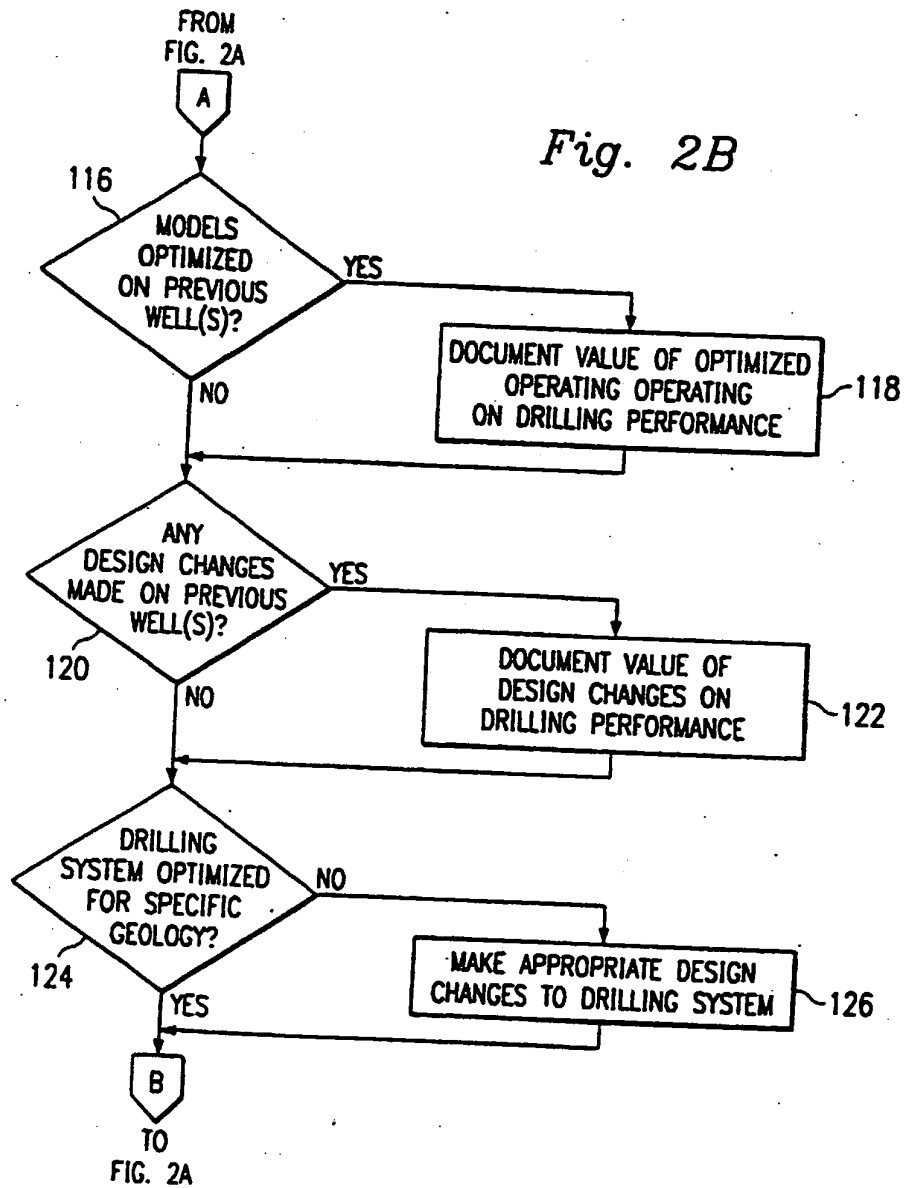 FROM
FIG. 2A
A
Fig. 2B
116
MODELS
OPTIMIZED
ON PREVIOUS
WELL(S)?
YES
NO
DOCUMENT VALUE OF OPTIMIZED
OPERATING OPERATING
ON DRILLING PERFORMANCE
118
ANY
DESIGN CHANGES
MADE ON PREVIOUS
WELL(S)?
120
YES
NO
DOCUMENT VALUE OF
DESIGN CHANGES ON
DRILLING PERFORMANCE
122
DRILLING
SYSTEM OPTIMIZED
FOR SPECIFIC
GEOLOGY?
124
NO
YES
MAKE APPROPRIATE DESIGN
CHANGES TO DRILLING SYSTEM
126
B
TO
FIG. 2A